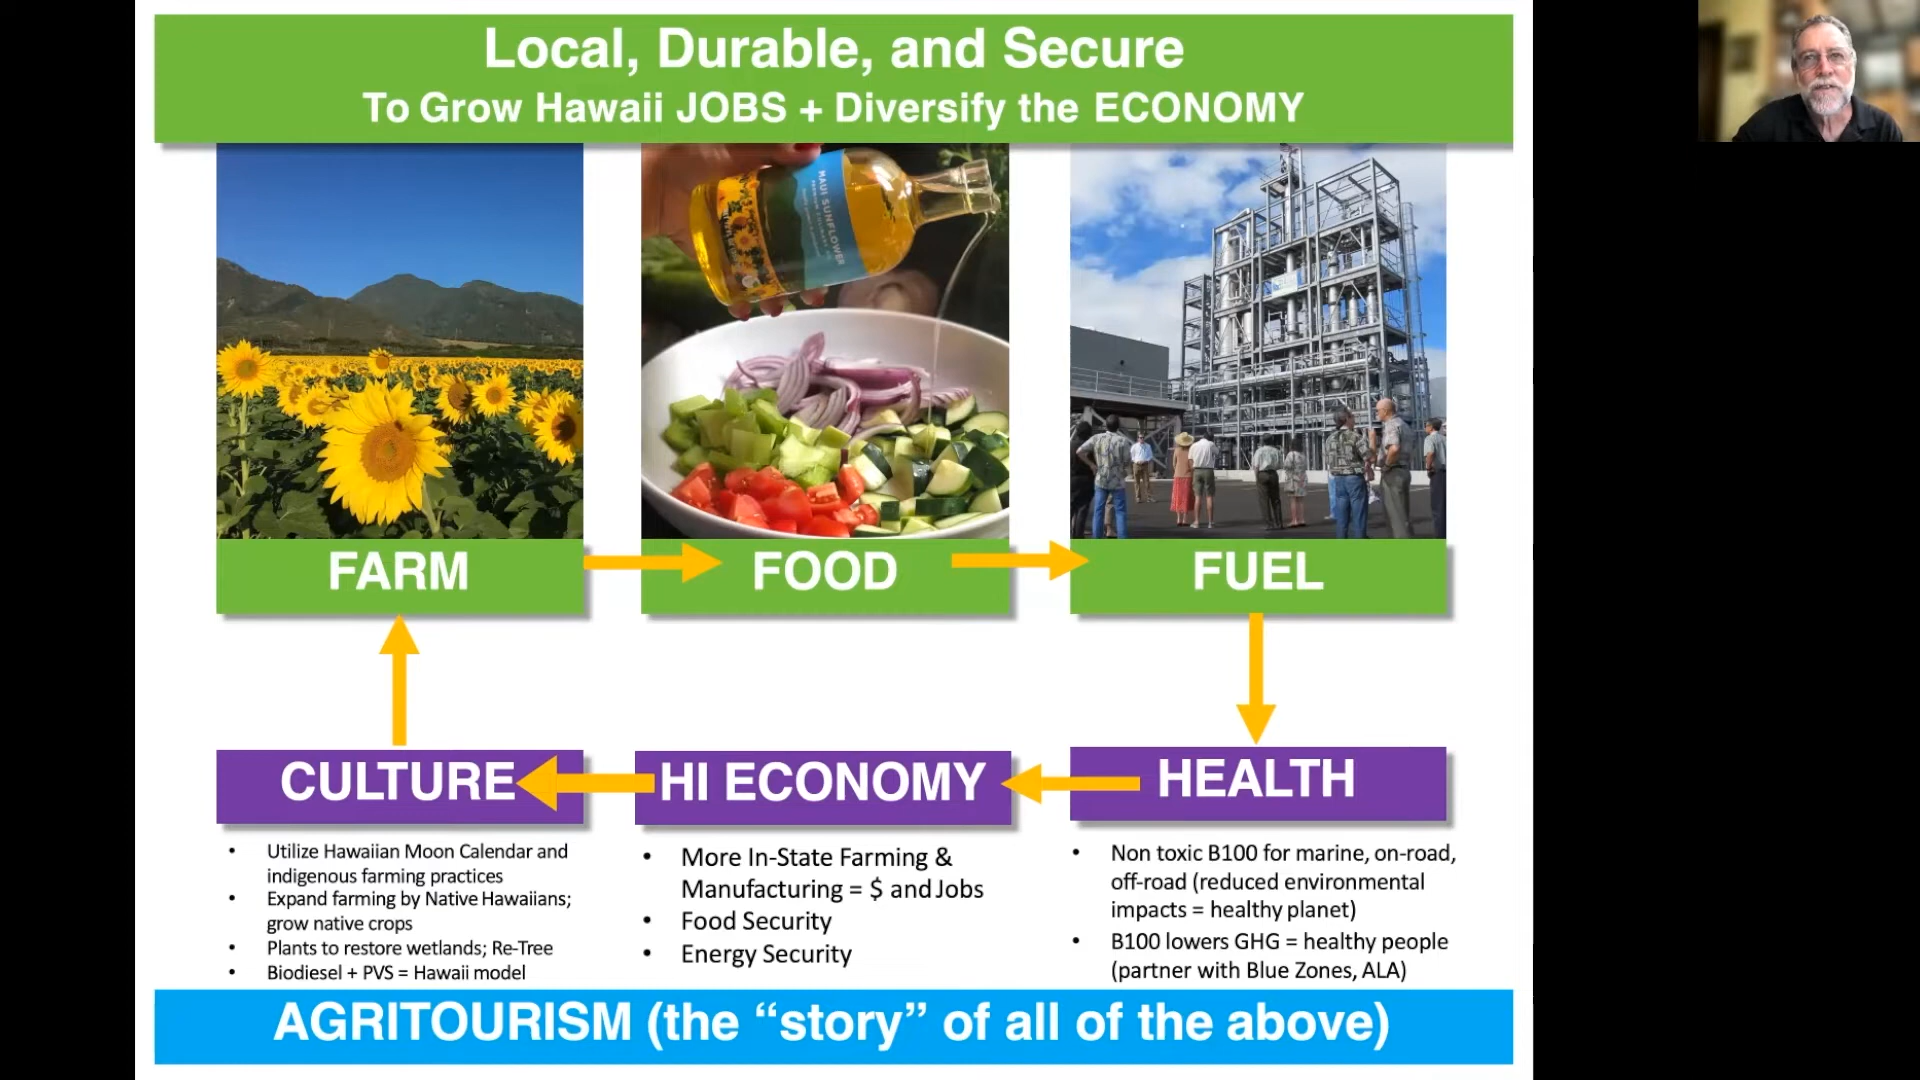 Local, Durable, and Secure
To Grow Hawaii JOBS + Diversify the ECONOMY
MAUI SUNFLOWER
FARM
FOOD
FUEL
CULTURE
HI ECONOMY
HEALTH
• Utilize Hawaiian Moon Calendar and
indigenous farming practices
• Expand farming by Native Hawaiians;
grow native crops
• Plants to restore wetlands; Re-Tree
• Biodiesel + PVS = Hawaii model
• More In-State Farming &
Manufacturing = $ and Jobs
• Food Security
• Energy Security
• Non toxic B100 for marine, on-road,
off-road (reduced environmental
impacts = healthy planet)
• B100 lowers GHG = healthy people
(partner with Blue Zones, ALA)
AGRITOURISM (the “story” of all of the above)